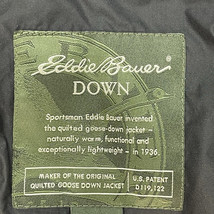 Eddie Bauer
DOWN
Sportsman Eddie Bauer invented
the quilted goose-down jacket -
naturally warm, functional and
exceptionally lightweight - in 1936.
MAKER OF THE ORIGINAL
QUILTED GOOSE DOWN JACKET
U.S. PATENT
D119,122